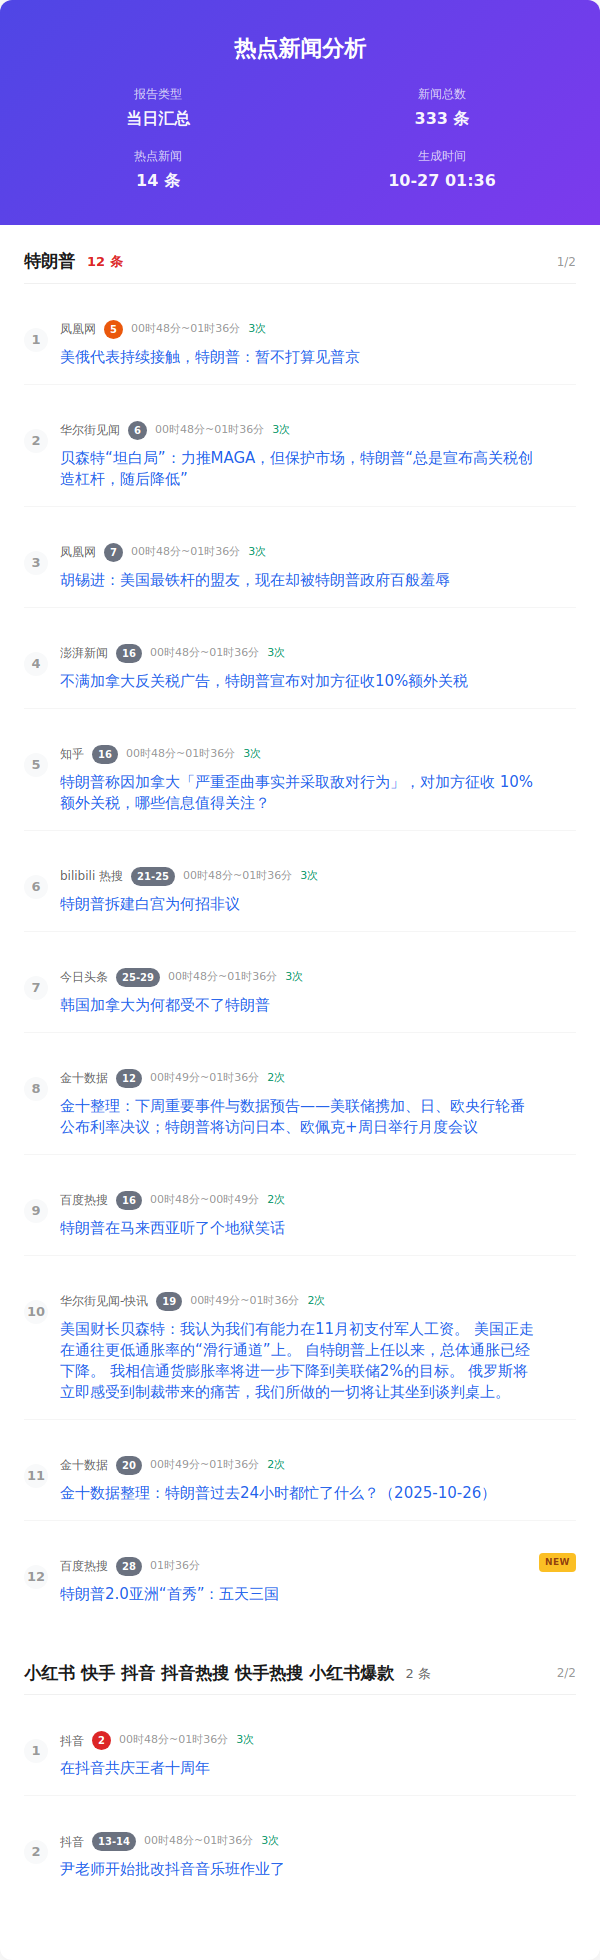 热点新闻分析
报告类型
新闻总数
当日汇总
333 条
热点新闻
生成时间
14 条
10-27 01:36
特朗普 12 条 1/2
1
凤凰网 5 00时48分~01时36分 3次
美俄代表持续接触，特朗普：暂不打算见普京
2
华尔街见闻 6 00时48分~01时36分 3次
贝森特“坦白局”：力推MAGA，但保护市场，特朗普“总是宣布高关税创
造杠杆，随后降低”
3
凤凰网 7 00时48分~01时36分 3次
胡锡进：美国最铁杆的盟友，现在却被特朗普政府百般羞辱
4
澎湃新闻 16 00时48分~01时36分 3次
不满加拿大反关税广告，特朗普宣布对加方征收10%额外关税
5
知乎 16 00时48分~01时36分 3次
特朗普称因加拿大「严重歪曲事实并采取敌对行为」，对加方征收 10%
额外关税，哪些信息值得关注？
6
bilibili 热搜 21-25 00时48分~01时36分 3次
特朗普拆建白宫为何招非议
7
今日头条 25-29 00时48分~01时36分 3次
韩国加拿大为何都受不了特朗普
8
金十数据 12 00时49分~01时36分 2次
金十整理：下周重要事件与数据预告——美联储携加、日、欧央行轮番
公布利率决议；特朗普将访问日本、欧佩克+周日举行月度会议
9
百度热搜 16 00时48分~00时49分 2次
特朗普在马来西亚听了个地狱笑话
10
华尔街见闻-快讯 19 00时49分~01时36分 2次
美国财长贝森特：我认为我们有能力在11月初支付军人工资。 美国正走
在通往更低通胀率的“滑行通道”上。 自特朗普上任以来，总体通胀已经
下降。 我相信通货膨胀率将进一步下降到美联储2%的目标。 俄罗斯将
立即感受到制裁带来的痛苦，我们所做的一切将让其坐到谈判桌上。
11
金十数据 20 00时49分~01时36分 2次
金十数据整理：特朗普过去24小时都忙了什么？（2025-10-26）
12
百度热搜 28 01时36分 NEW
特朗普2.0亚洲“首秀”：五天三国
小红书 快手 抖音 抖音热搜 快手热搜 小红书爆款 2 条 2/2
1
抖音 2 00时48分~01时36分 3次
在抖音共庆王者十周年
2
抖音 13-14 00时48分~01时36分 3次
尹老师开始批改抖音音乐班作业了